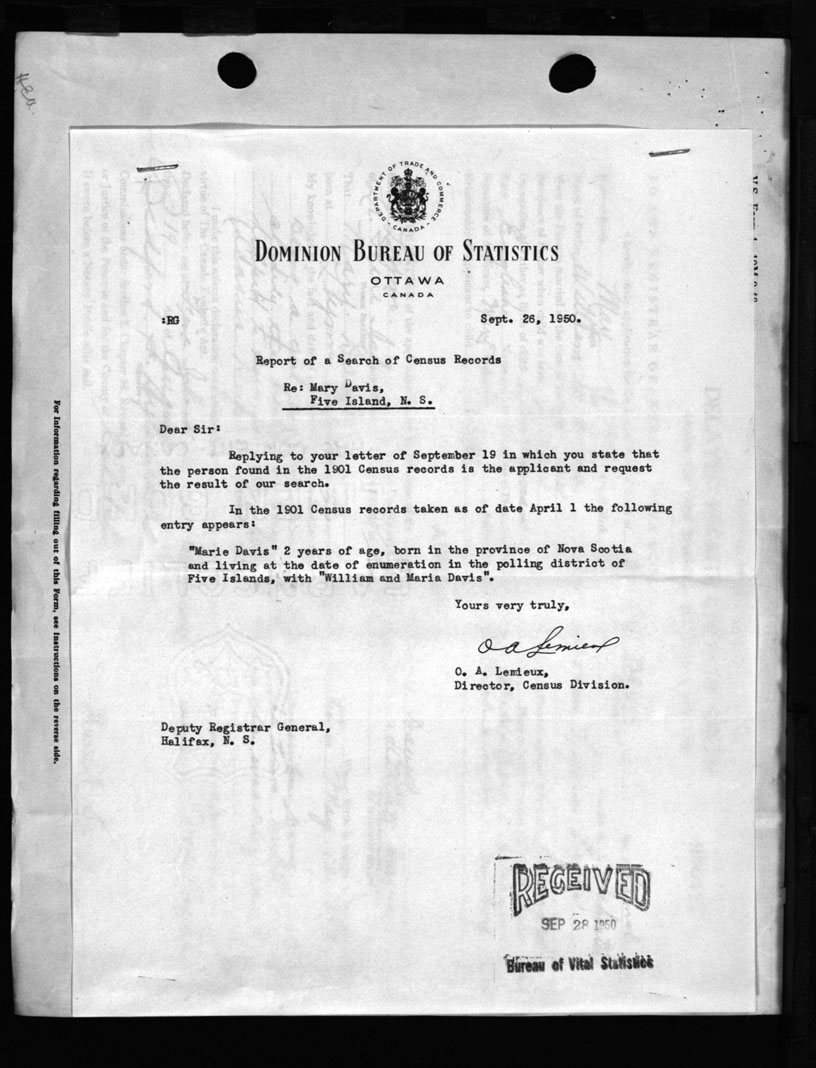 DEPARTMENT OF TRADE AND COMMERCE
CANADA
DOMINION BUREAU OF STATISTICS
OTTAWA
CANADA
:RG Sept. 26, 1950.
Report of a Search of Census Records
Re: Mary Davis,
Five Island, N. S.
Dear Sir:
Replying to your letter of September 19 in which you state that
the person found in the 1901 Census records is the applicant and request
the result of our search.
In the 1901 Census records taken as of date April 1 the following
entry appears:
"Marie Davis" 2 years of age, born in the province of Nova Scotia
and living at the date of enumeration in the polling district of
Five Islands, with "William and Maria Davis".
Yours very truly,
O A Lemieux
O. A. Lemieux,
Director, Census Division.
Deputy Registrar General,
Halifax, N. S.
RECEIVED
SEP 28 1950
Bureau of Vital Statistics
For Information regarding filling out of this Form, see Instructions on the reverse side.